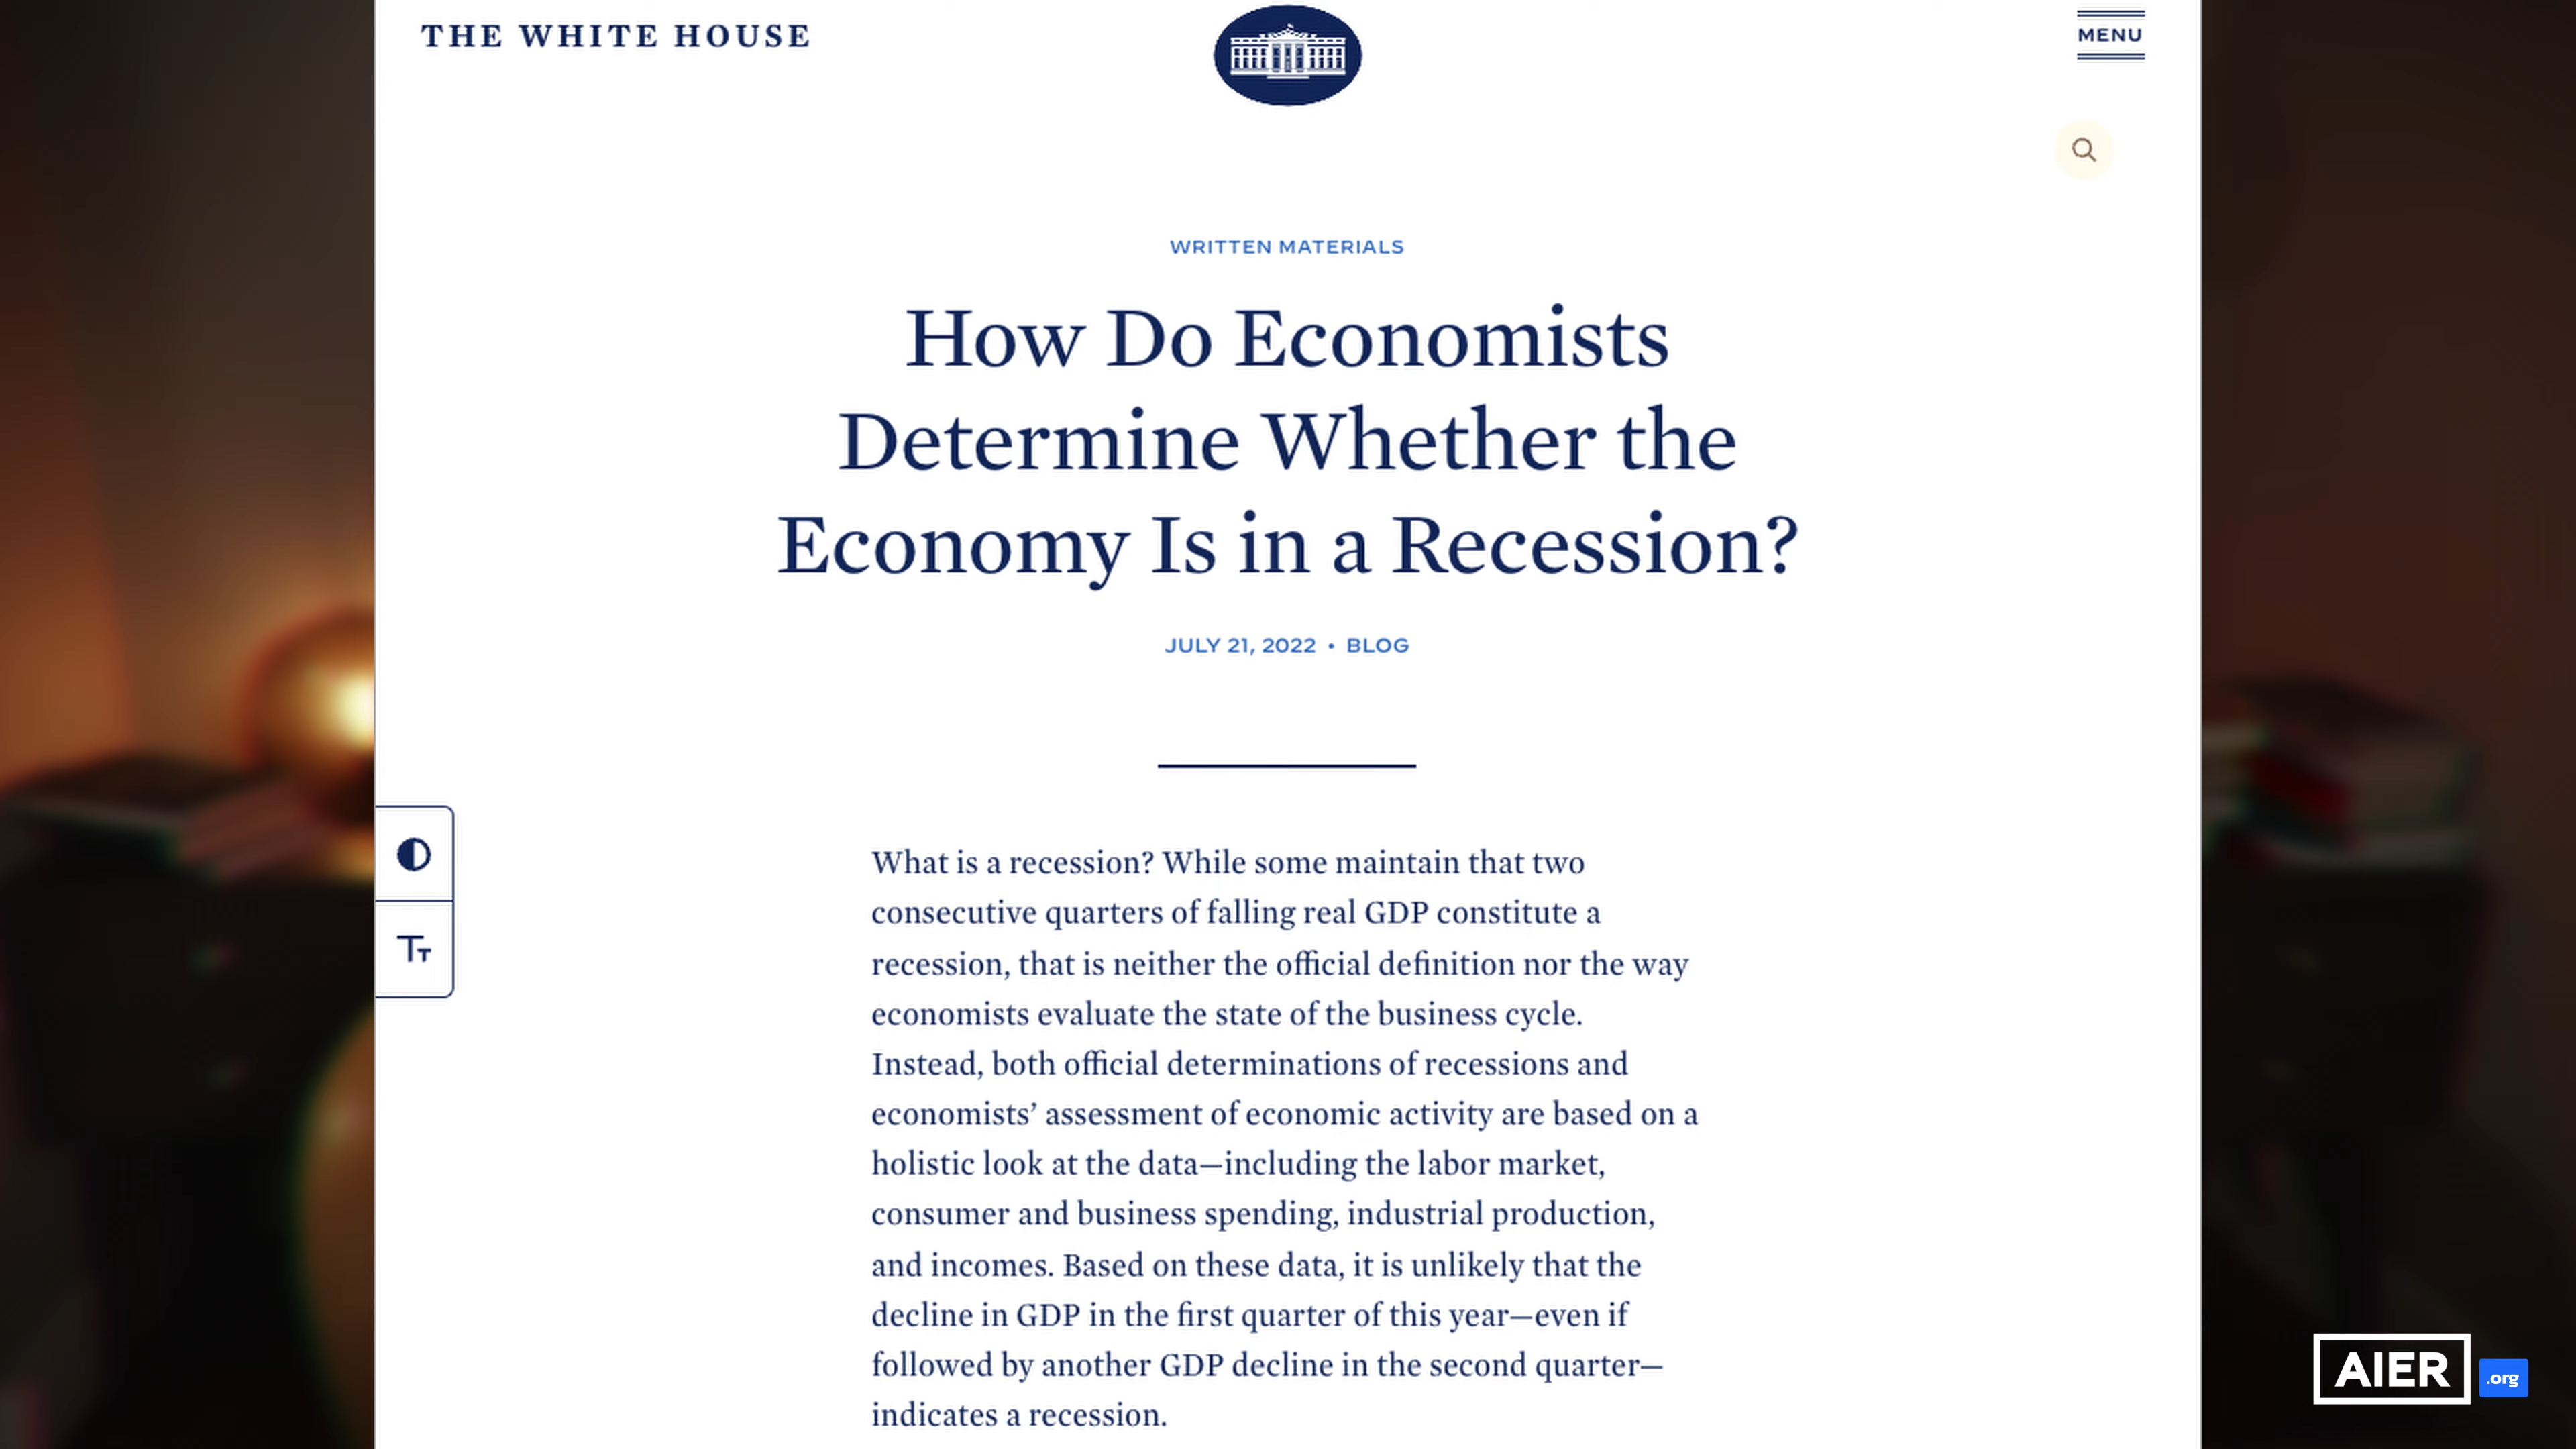 THE WHITE HOUSE
MENU
WRITTEN MATERIALS
How Do Economists
Determine Whether the
Economy Is in a Recession?
JULY 21, 2022 • BLOG
What is a recession? While some maintain that two
consecutive quarters of falling real GDP constitute a
recession, that is neither the official definition nor the way
economists evaluate the state of the business cycle.
Instead, both official determinations of recessions and
economists’ assessment of economic activity are based on a
holistic look at the data—including the labor market,
consumer and business spending, industrial production,
and incomes. Based on these data, it is unlikely that the
decline in GDP in the first quarter of this year—even if
followed by another GDP decline in the second quarter—
indicates a recession.
TT
AIER .org